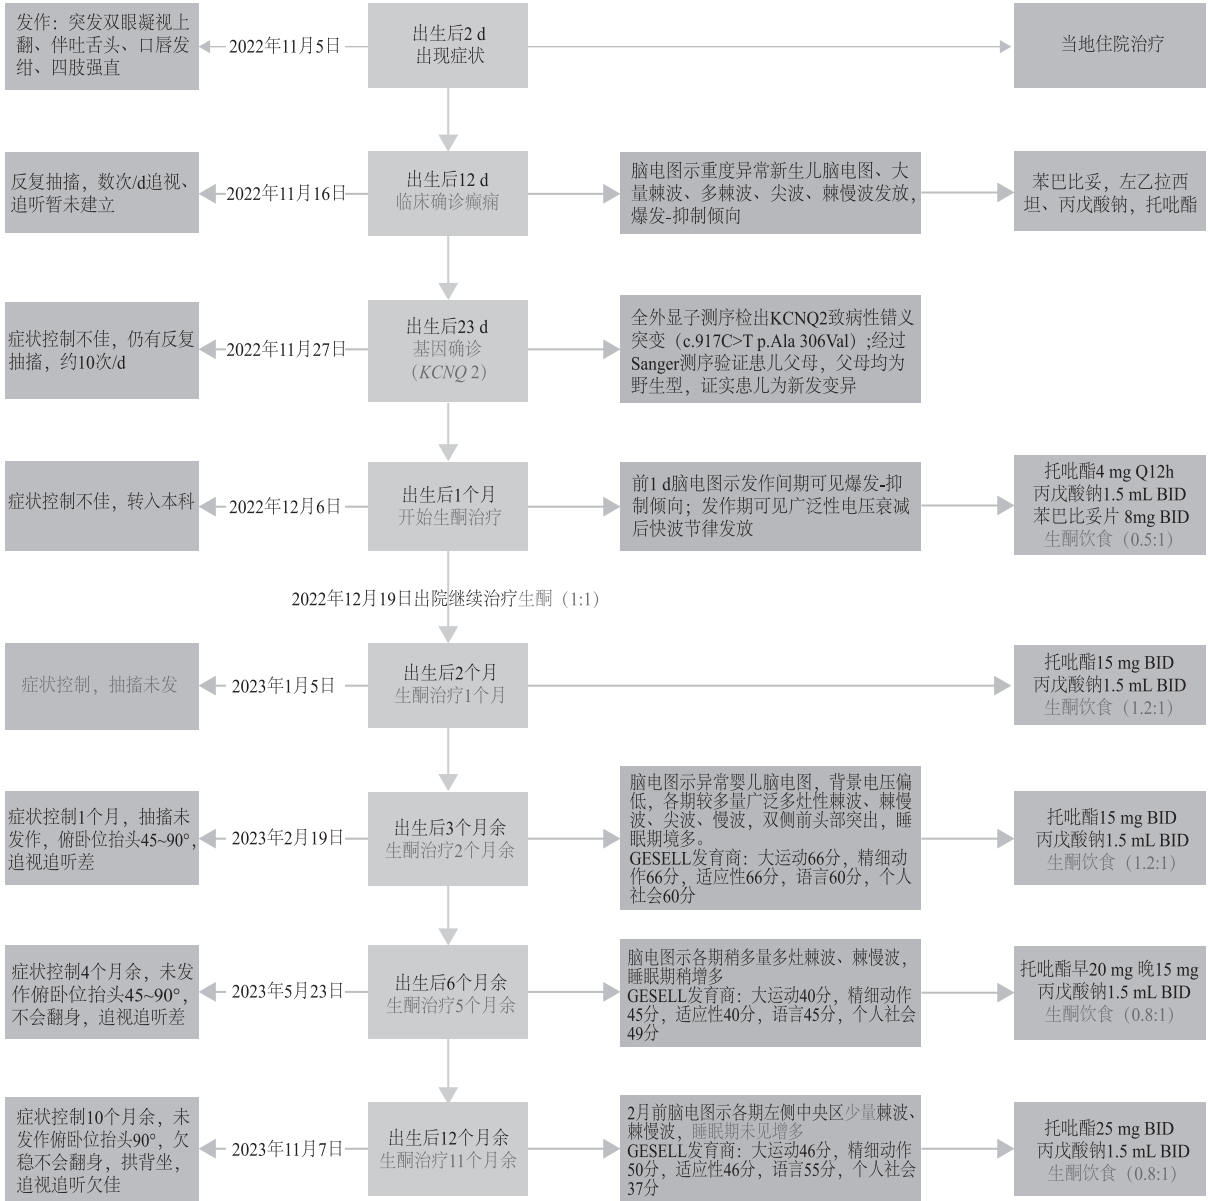 发作：突发双眼凝视上
翻、伴吐舌头、口唇发
绀、四肢强直
2022年11月5日
出生后2 d
出现症状
当地住院治疗
反复抽搐，数次/d追视、
追听暂未建立
2022年11月16日
出生后12 d
临床确诊癫痫
脑电图示重度异常新生儿脑电图、大
量棘波、多棘波、尖波、棘慢波发放，
爆发-抑制倾向
苯巴比妥，左乙拉西
坦、丙戊酸钠，托吡酯
症状控制不佳，仍有反复
抽搐，约10次/d
2022年11月27日
出生后23 d
基因确诊
（KCNQ 2）
全外显子测序检出KCNQ2致病性错义
突变（c.917C>T p.Ala 306Val）;经过
Sanger测序验证患儿父母，父母均为
野生型，证实患儿为新发变异
症状控制不佳，转入本科
2022年12月6日
出生后1个月
开始生酮治疗
前1 d脑电图示发作间期可见爆发-抑
制倾向；发作期可见广泛性电压衰减
后快波节律发放
托吡酯4 mg Q12h
丙戊酸钠1.5 mL BID
苯巴比妥片 8mg BID
生酮饮食（0.5:1）
2022年12月19日出院继续治疗生酮（1:1）
症状控制，抽搐未发
2023年1月5日
出生后2个月
生酮治疗1个月
托吡酯15 mg BID
丙戊酸钠1.5 mL BID
生酮饮食（1.2:1）
症状控制1个月，抽搐未
发作，俯卧位抬头45~90°，
追视追听差
2023年2月19日
出生后3个月余
生酮治疗2个月余
脑电图示异常婴儿脑电图，背景电压偏
低，各期较多量广泛多灶性棘波、棘慢
波、尖波、慢波，双侧前头部突出，睡
眠期境多。
GESELL发育商：大运动66分，精细动
作66分，适应性66分，语言60分，个人
社会60分
托吡酯15 mg BID
丙戊酸钠1.5 mL BID
生酮饮食（1.2:1）
症状控制4个月余，未发
作俯卧位抬头45~90°，
不会翻身，追视追听差
2023年5月23日
出生后6个月余
生酮治疗5个月余
脑电图示各期稍多量多灶棘波、棘慢波，
睡眠期稍增多
GESELL发育商：大运动40分，精细动作
45分，适应性40分，语言45分，个人社会
49分
托吡酯早20 mg 晚15 mg
丙戊酸钠1.5 mL BID
生酮饮食（0.8:1）
症状控制10个月余，未
发作俯卧位抬头90°，欠
稳不会翻身，拱背坐，
追视追听欠佳
2023年11月7日
出生后12个月余
生酮治疗11个月余
2月前脑电图示各期左侧中央区少量棘波、
棘慢波，睡眠期未见增多
GESELL发育商：大运动46分，精细动作
50分，适应性46分，语言55分，个人社会
37分
托吡酯25 mg BID
丙戊酸钠1.5 mL BID
生酮饮食（0.8:1）